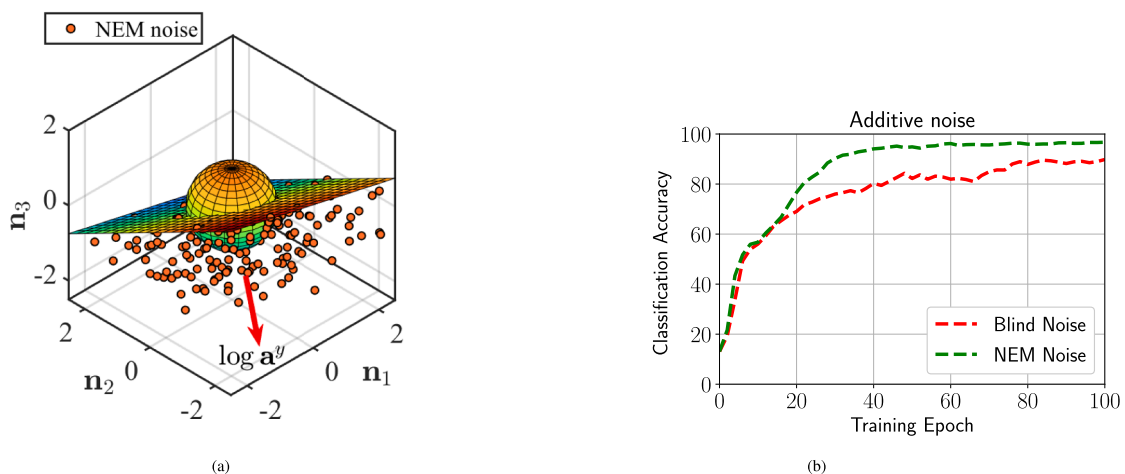 NEM noise
2
0
-2
n3
2
0
-2
n2
-2
0
2
n1
log a^y
(a)
Additive noise
100
80
60
40
20
0
Classification Accuracy
0 20 40 60 80 100
Training Epoch
Blind Noise
NEM Noise
(b)